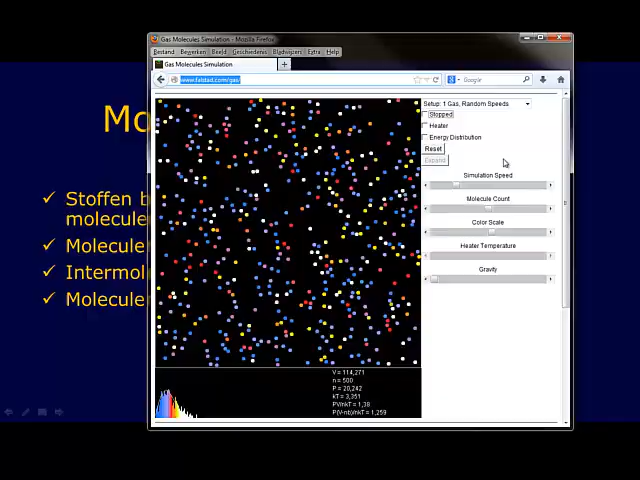 Gas Molecules Simulation - Mozilla Firefox
Bestand Bewerken Beeld Geschiedenis Bladwijzers Extra Help
Gas Molecules Simulation
www.falstad.com/gas/
Google
Setup: 1 Gas, Random Speeds
Stopped
Heater
Energy Distribution
Reset
Expand
Simulation Speed
Molecule Count
Color Scale
Heater Temperature
Gravity
V = 114,271
n = 500
P = 20,242
kT = 3,351
PV/nkT = 1,38
P(V-nb)/nkT = 1,259
Mo
Stoffen b
molecule
Molecule
Intermol
Molecule